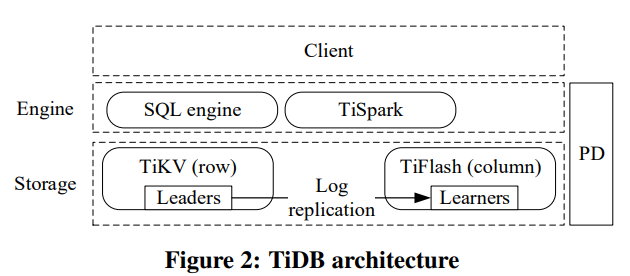 Client
Engine
SQL engine
TiSpark
PD
Storage
TiKV (row)
Leaders
Log
replication
TiFlash (column)
Learners
Figure 2: TiDB architecture